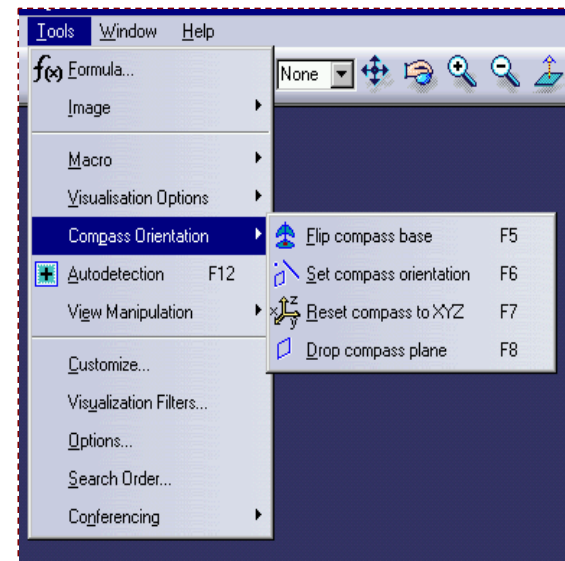 Tools Window Help
f(x) Formula...
None
Image
Macro
Visualisation Options
Compass Orientation
Flip compass base F5
Autodetection F12
Set compass orientation F6
View Manipulation
x z y Reset compass to XYZ F7
Drop compass plane F8
Customize...
Visualization Filters...
Options...
Search Order...
Conferencing